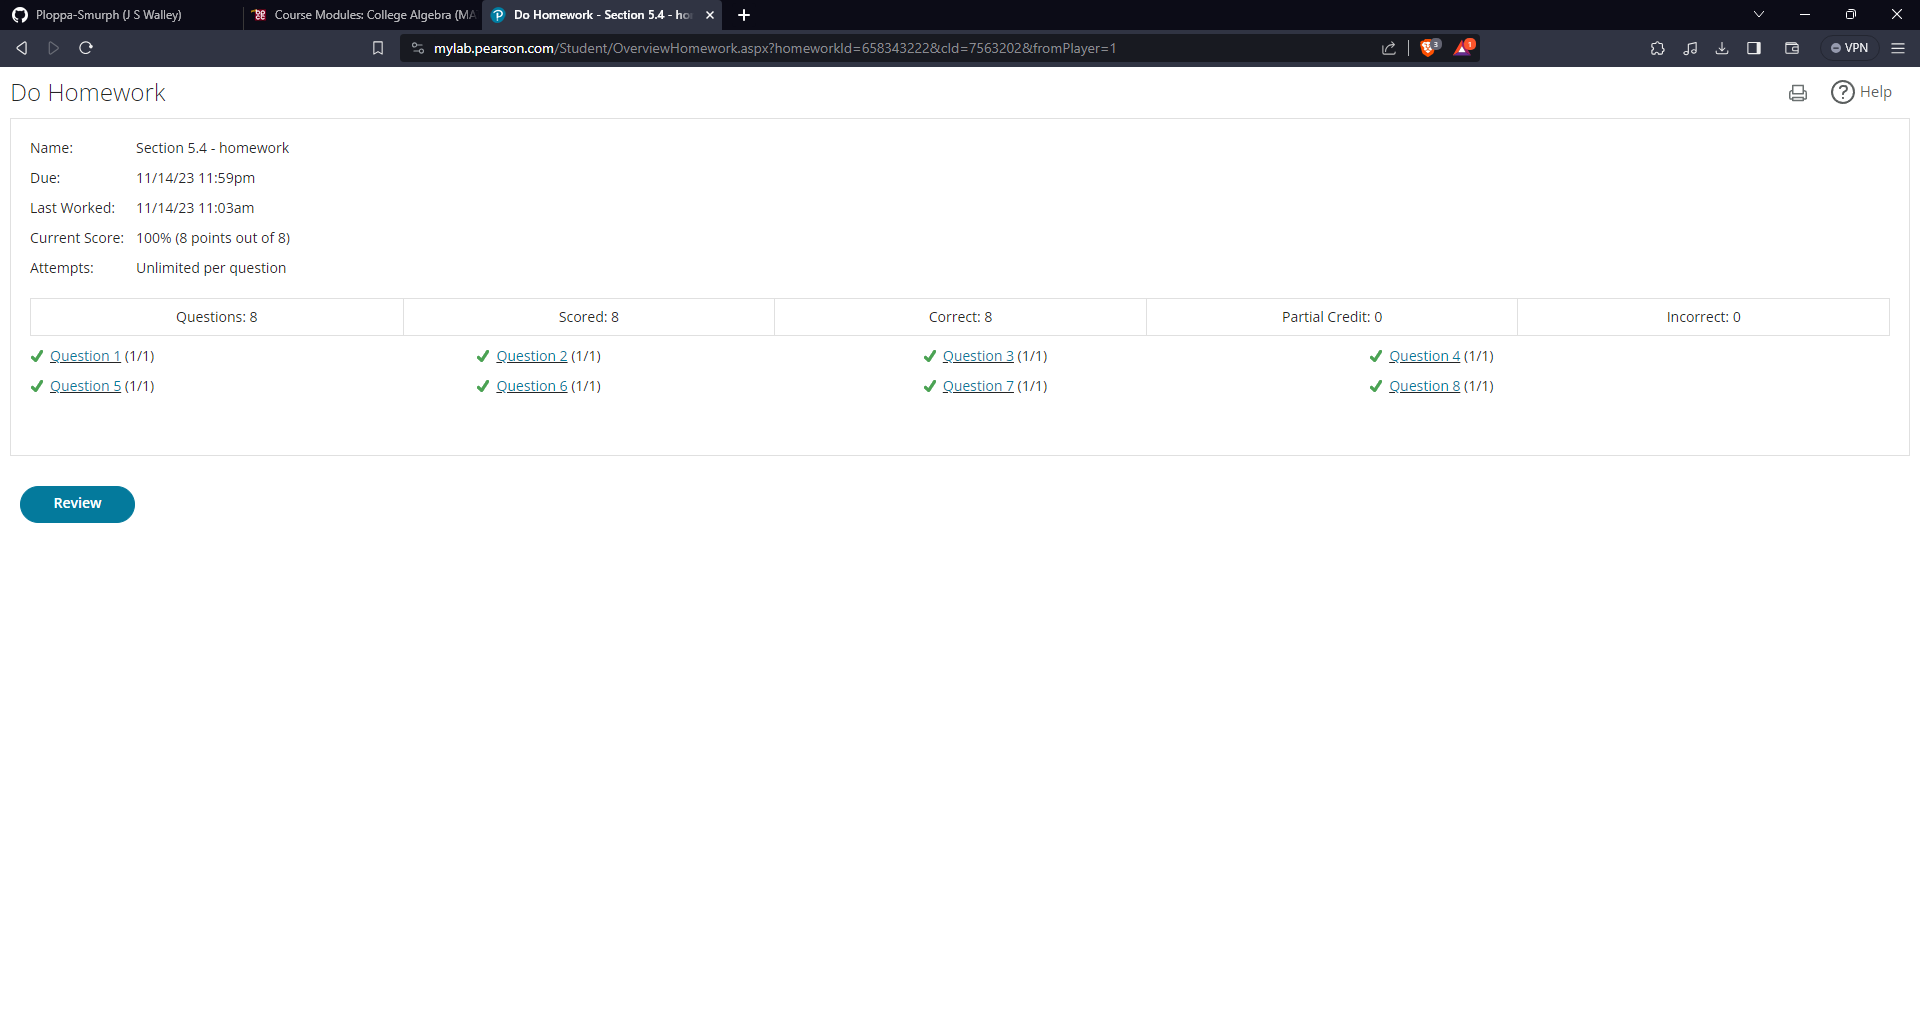 Ploppa-Smurph (J S Walley)
Course Modules: College Algebra (MA
Do Homework - Section 5.4 - ho
mylab.pearson.com/Student/OverviewHomework.aspx?homeworkId=658343222&cId=7563202&fromPlayer=1
3
1
VPN
Do Homework
Help
Name: Section 5.4 - homework
Due: 11/14/23 11:59pm
Last Worked: 11/14/23 11:03am
Current Score: 100% (8 points out of 8)
Attempts: Unlimited per question
Questions: 8 Scored: 8 Correct: 8 Partial Credit: 0 Incorrect: 0
Question 1 (1/1) Question 2 (1/1) Question 3 (1/1) Question 4 (1/1)
Question 5 (1/1) Question 6 (1/1) Question 7 (1/1) Question 8 (1/1)
Review